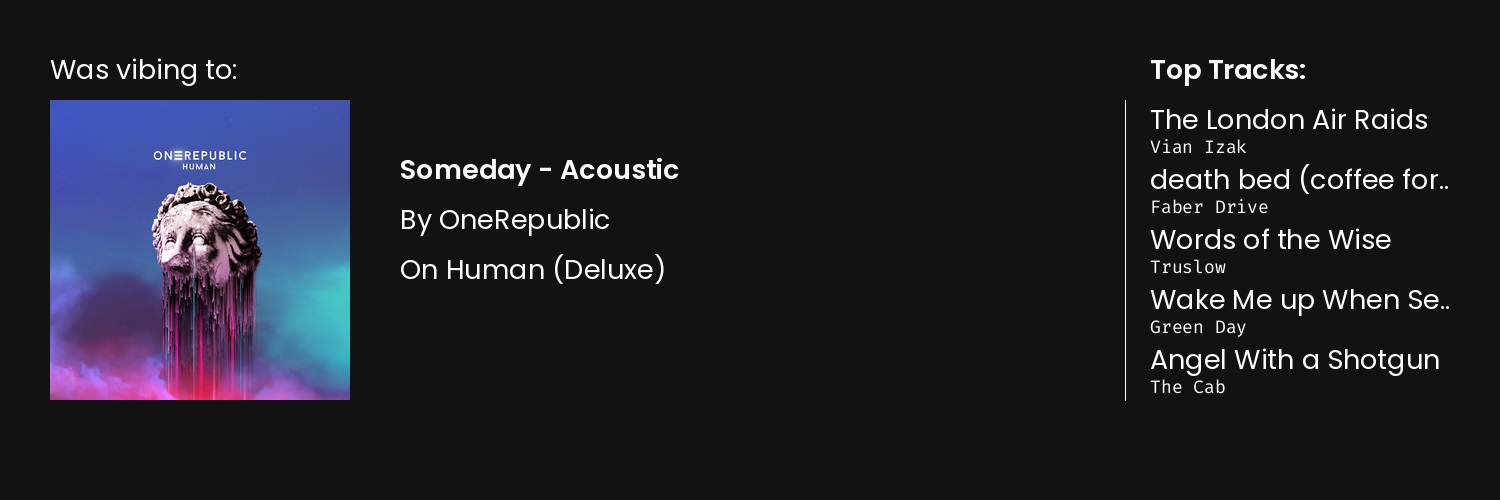 Was vibing to:
ONEREPUBLIC
HUMAN
Someday - Acoustic
By OneRepublic
On Human (Deluxe)
Top Tracks:
The London Air Raids
Vian Izak
death bed (coffee for..
Faber Drive
Words of the Wise
Truslow
Wake Me up When Se..
Green Day
Angel With a Shotgun
The Cab